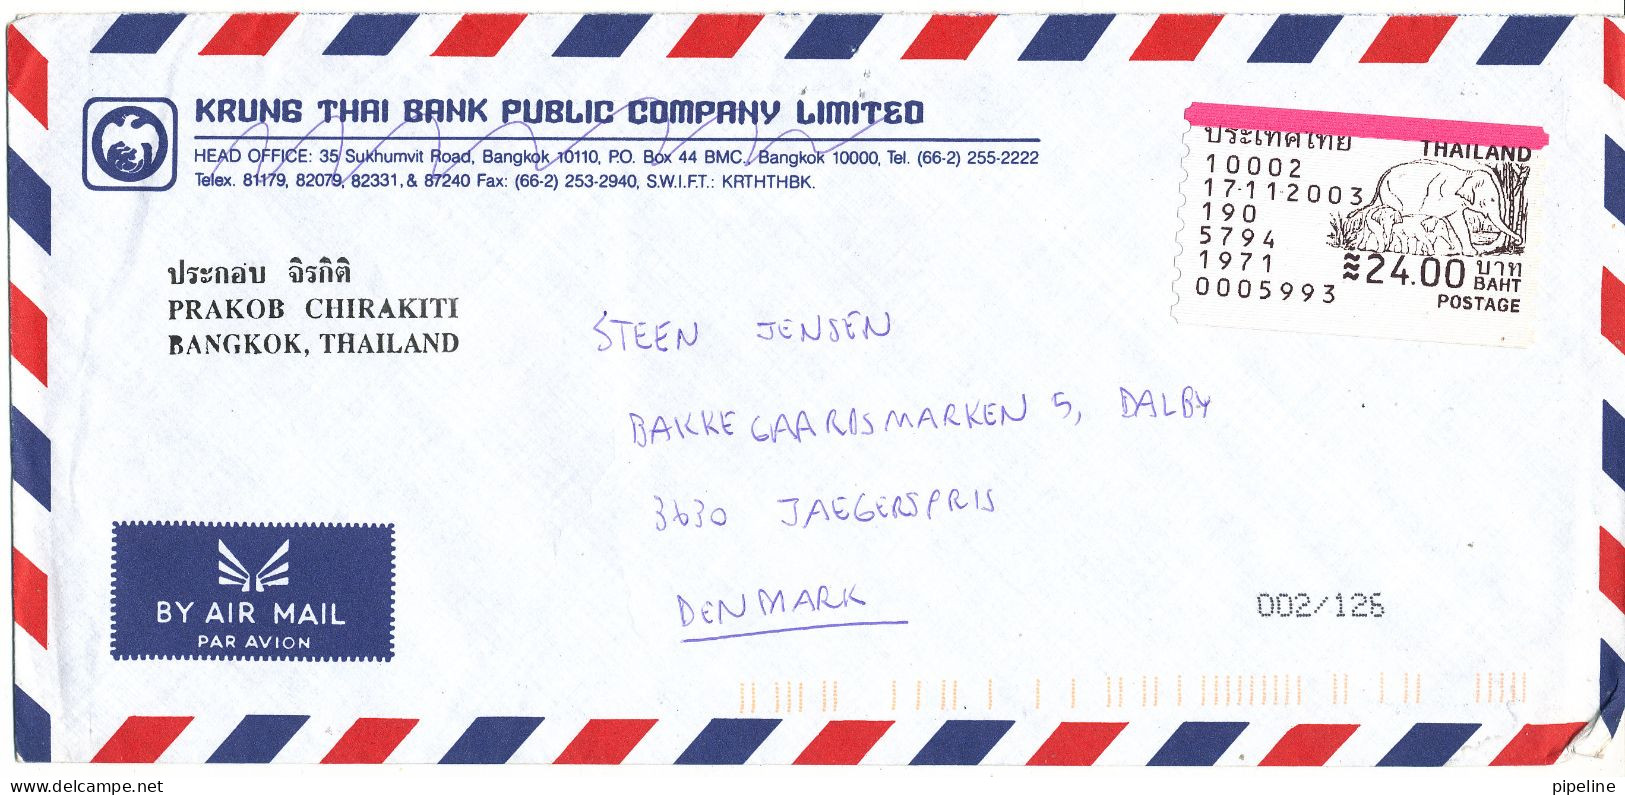 KRUNG THAI BANK PUBLIC COMPANY LIMITED
HEAD OFFICE: 35 Sukhumvit Road, Bangkok 10110, P.O. Box 44 BMC., Bangkok 10000, Tel. (66-2) 255-2222
Telex. 81179, 82079, 82331, & 87240 Fax: (66-2) 253-2940, S.W.I.F.T.: KRTHTHBK.
ประเทศไทย THAILAND
10002
17-11-2003
190
5794
1971
0005993
≈24.00 บาท
BAHT
POSTAGE
ประกอบ จิรกิติ
PRAKOB CHIRAKITI
BANGKOK, THAILAND
STEEN JENSEN
BAKKEGAARDSMARKEN 5, DALBY
3630 JAEGERSPRIS
DENMARK
BY AIR MAIL
PAR AVION
002/126
delcampe.net
pipeline